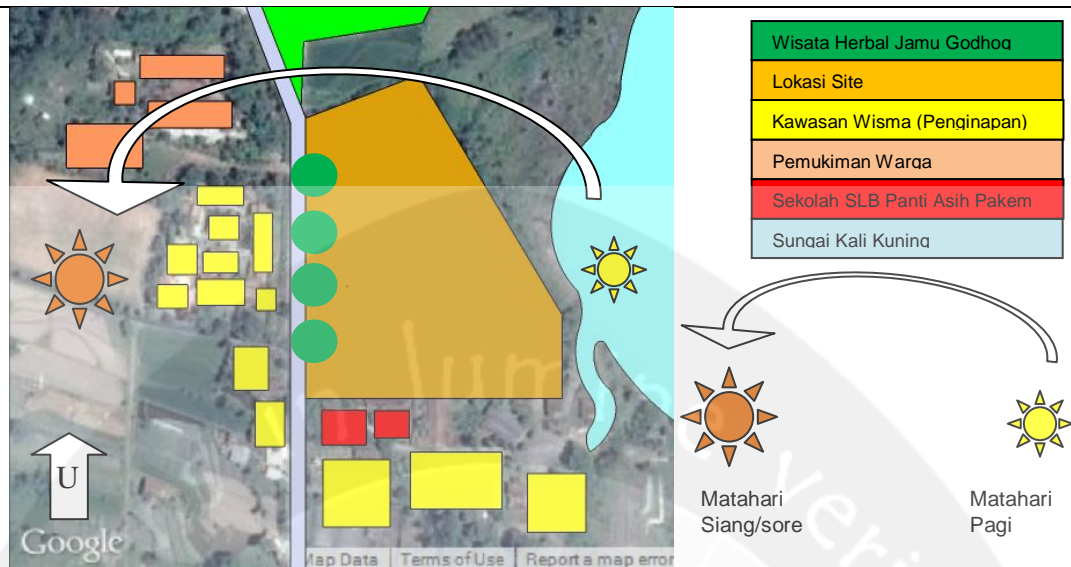 Wisata Herbal Jamu Godhog
Lokasi Site
Kawasan Wisma (Penginapan)
Pemukiman Warga
Sekolah SLB Panti Asih Pakem
Sungai Kali Kuning
U
Google
Map Data
Terms of Use
Report a map error
Matahari
Siang/sore
Matahari
Pagi